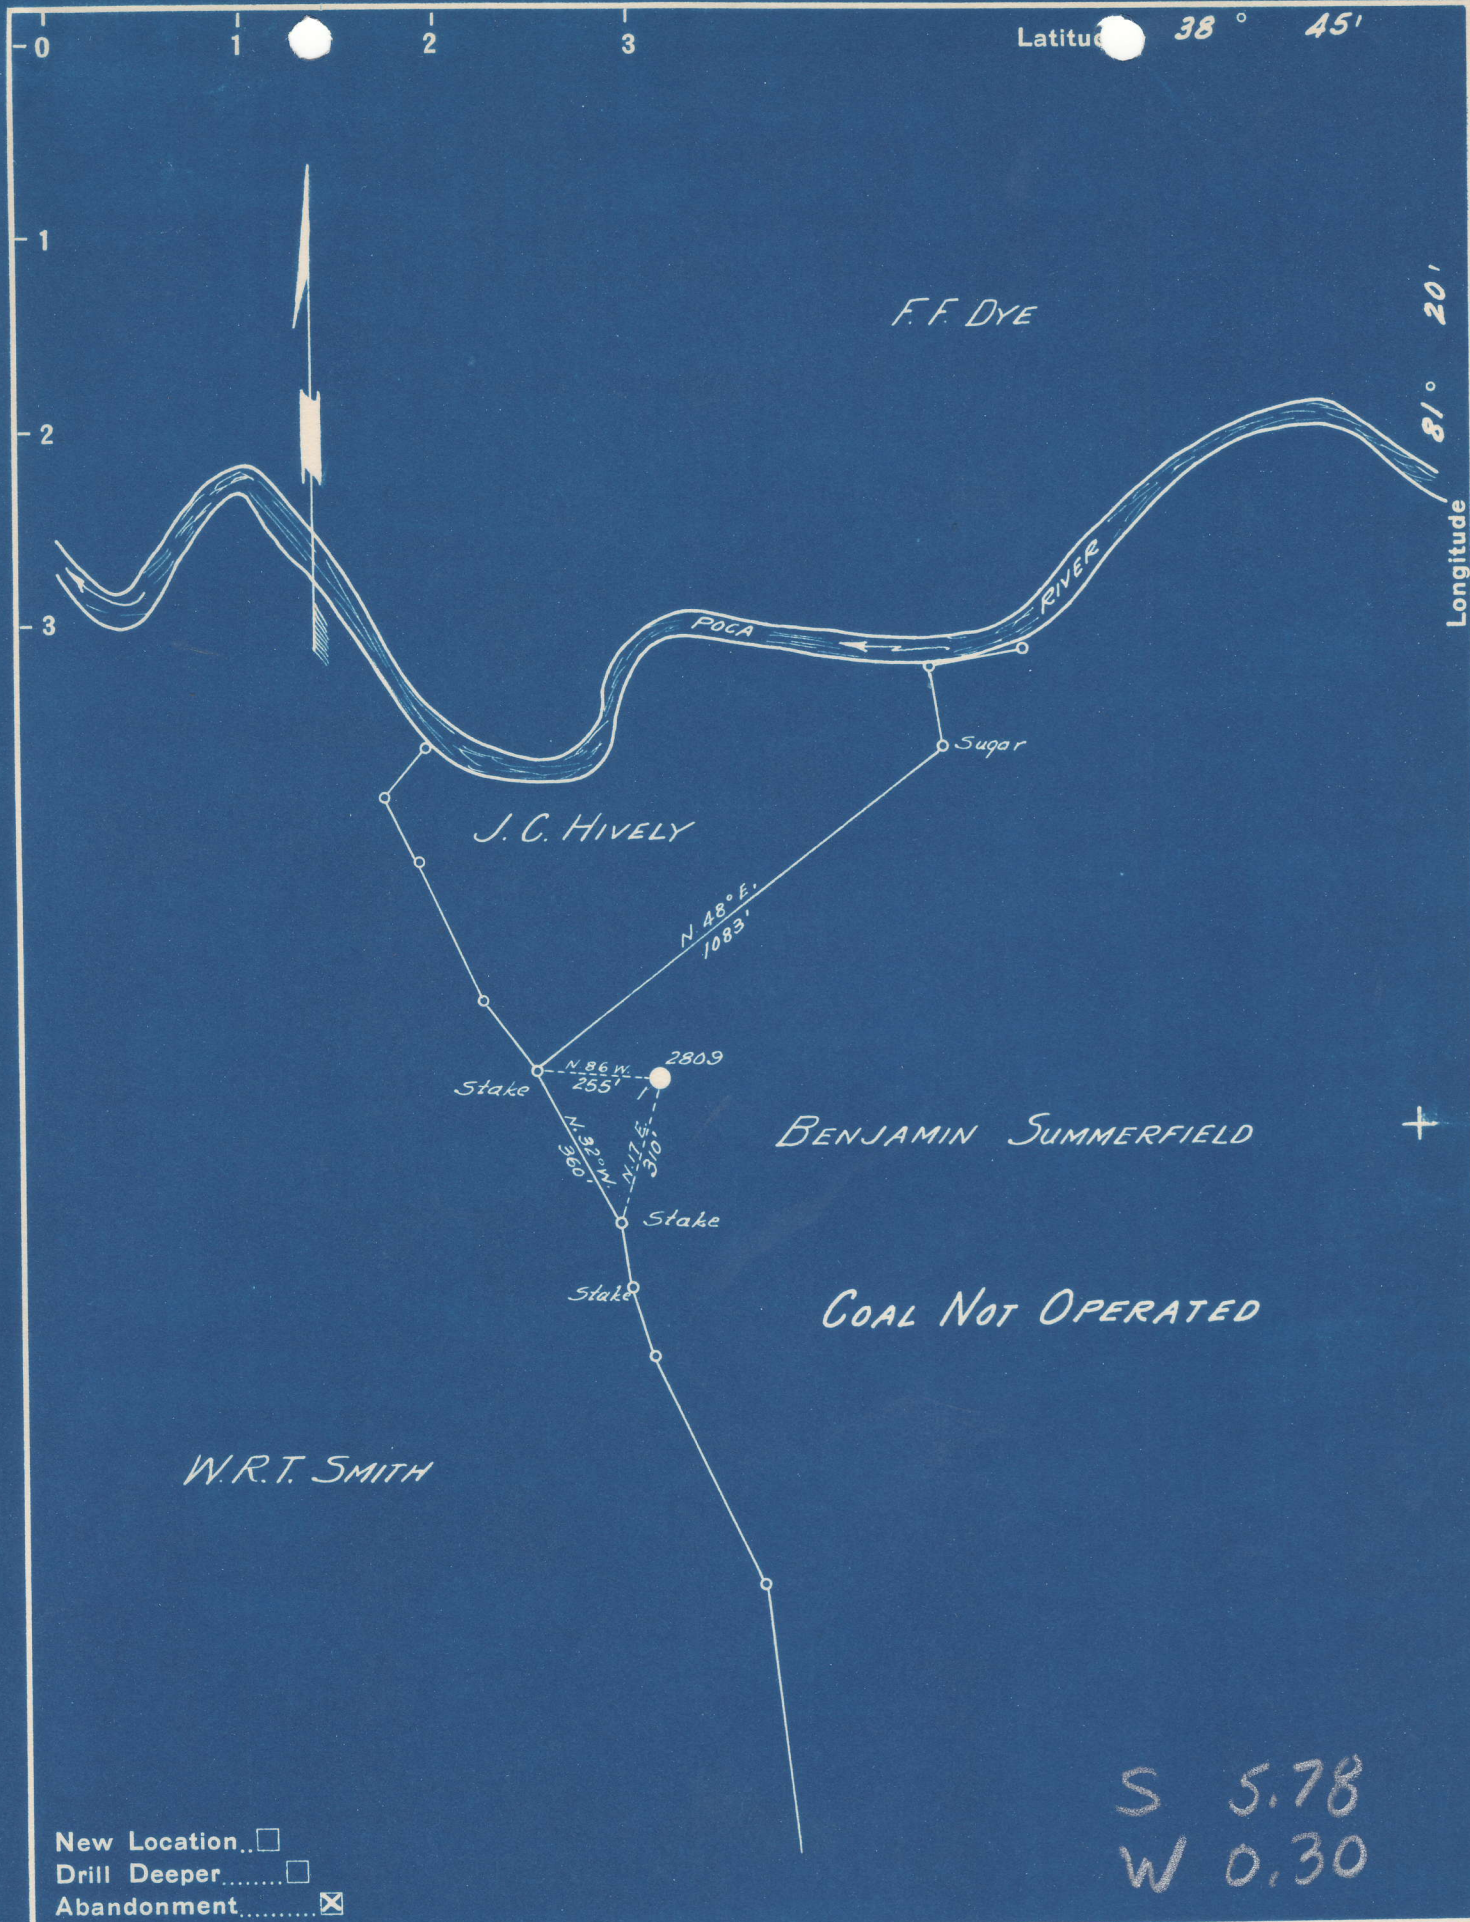 0 1 2 3 38° 45'
1
2
3
81° 20'
Longitude
F. F. DYE
POCA RIVER
Sugar
J. C. HIVELY
N. 48° E.
1083'
N 86 W.
255'
2809
1
Stake
N. 32° W.
360'
N. 17 E.
310'
BENJAMIN SUMMERFIELD
Stake
Stake
COAL NOT OPERATED
W. R. T. SMITH
S 5.78
W 0.30
New Location..
Drill Deeper........
Abandonment..........